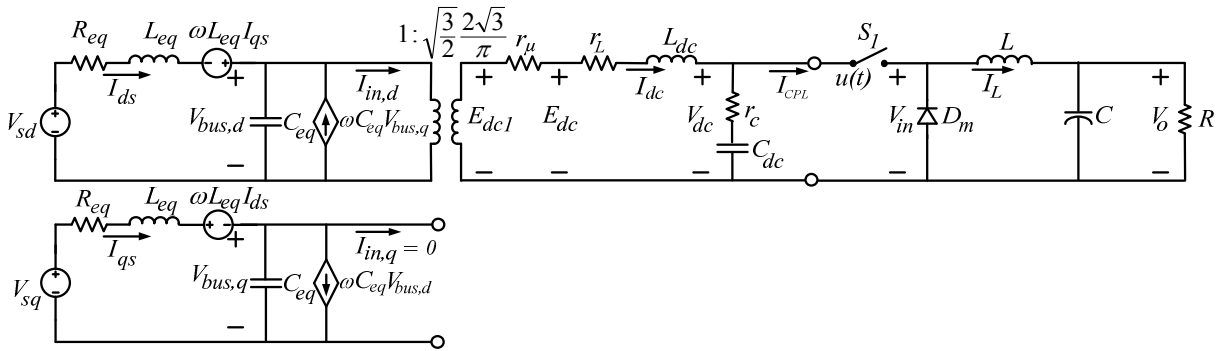 R_eq L_eq ωL_eq I_qs 1:√(3/2) 2√3/π r_μ r_L L_dc S_1 L
+ − I_ds + I_in,d + + I_dc + I_CPL u(t) + I_L +
V_sd + − V_bus,d C_eq ωC_eq V_bus,q E_dc1 E_dc V_dc r_c V_in D_m C V_o R
C_dc
− − − − − −
R_eq L_eq ωL_eq I_ds
+ − I_qs + I_in,q = 0
V_sq + − V_bus,q C_eq ωC_eq V_bus,d
−